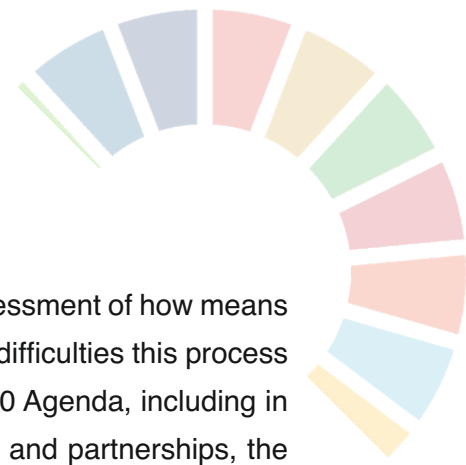 essment of how means
difficulties this process
0 Agenda, including in
and partnerships, the